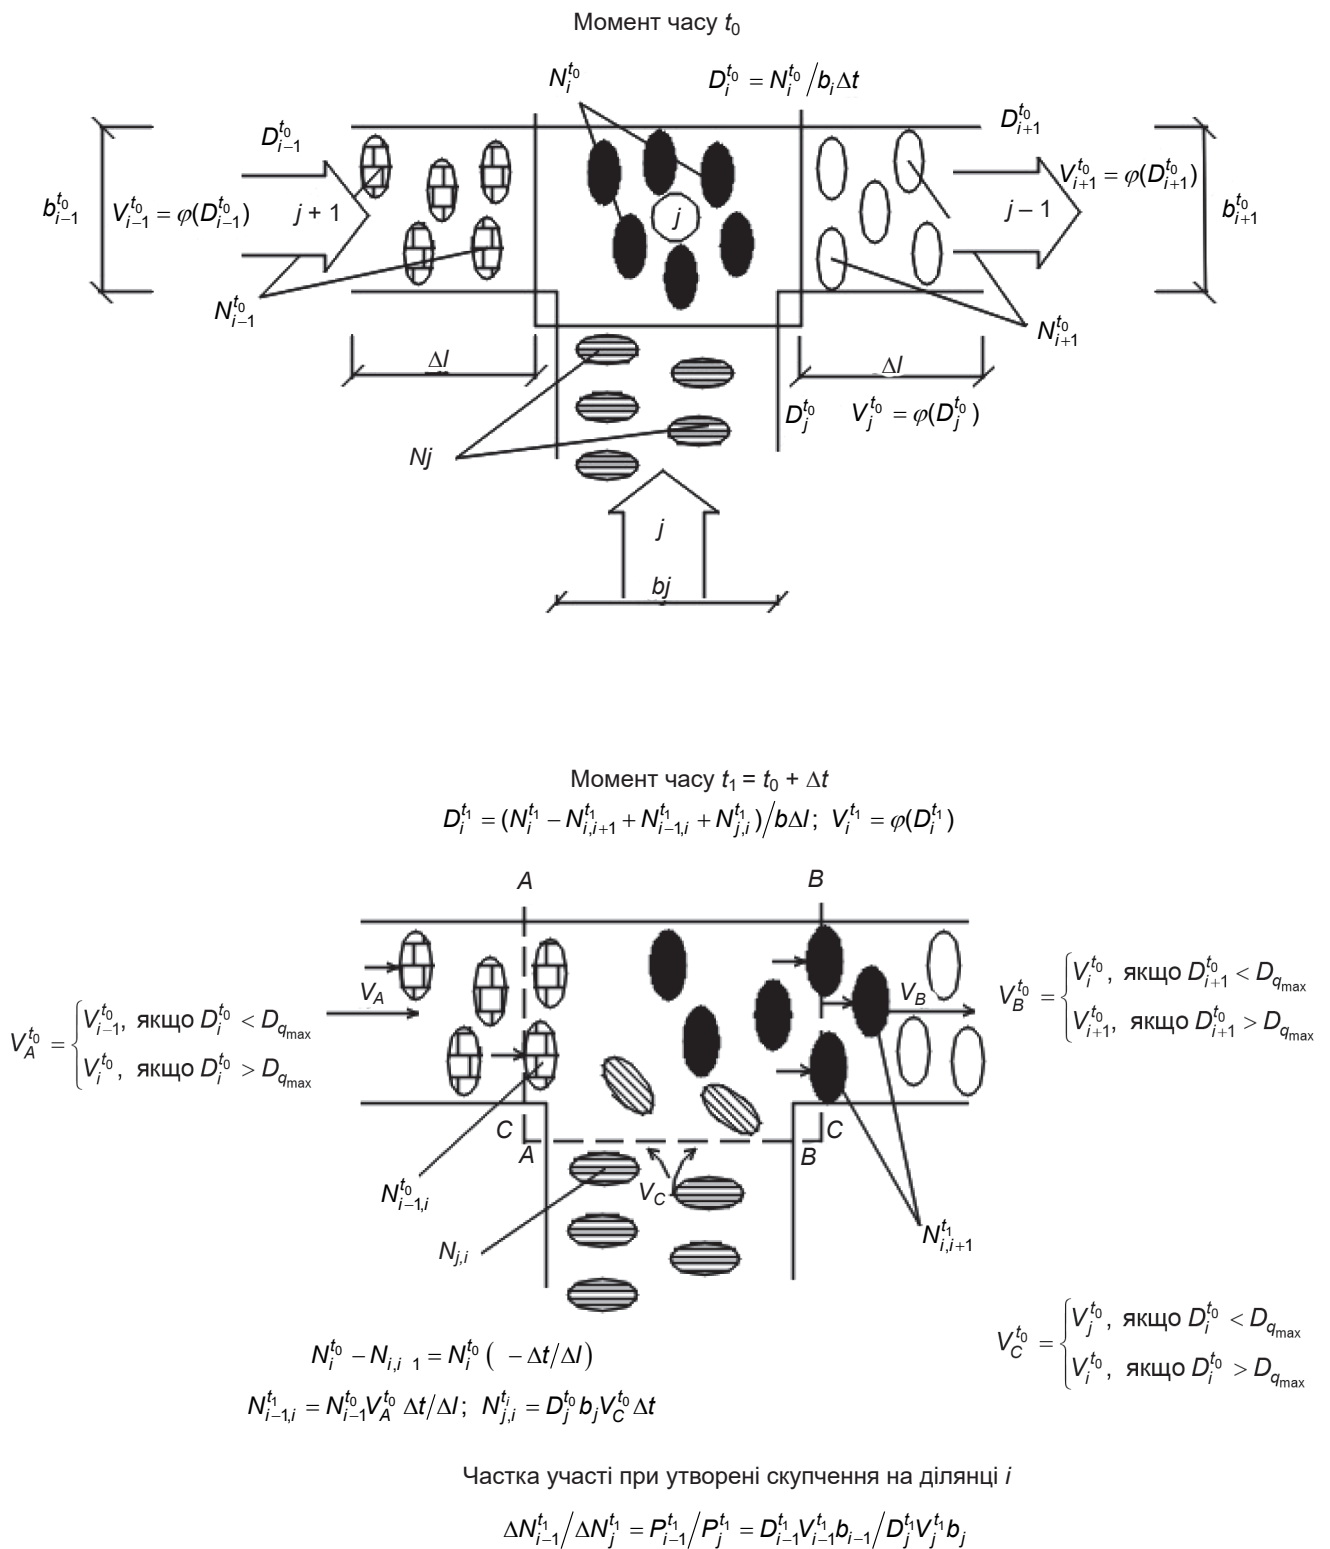 Момент часу t₀
N_i^{t₀}
D_i^{t₀} = N_i^{t₀}/b_iΔt
D_{i–1}^{t₀}
D_{i+1}^{t₀}
b_{i–1}^{t₀}
V_{i–1}^{t₀} = φ(D_{i–1}^{t₀})
j + 1
j
V_{i+1}^{t₀} = φ(D_{i+1}^{t₀})
j – 1
b_{i+1}^{t₀}
N_{i–1}^{t₀}
N_{i+1}^{t₀}
Δl
Δl
D_j^{t₀} V_j^{t₀} = φ(D_j^{t₀})
Nj
j
bj
Момент часу t₁ = t₀ + Δt
D_i^{t₁} = (N_i^{t₁} – N_{i,i+1}^{t₁} + N_{i–1,i}^{t₁} + N_{j,i}^{t₁})/bΔl; V_i^{t₁} = φ(D_i^{t₁})
A
B
V_A
V_B
V_A^{t₀} = { V_{i–1}^{t₀}, якщо D_i^{t₀} < D_{q_max}
V_i^{t₀}, якщо D_i^{t₀} > D_{q_max}
V_B^{t₀} = { V_i^{t₀}, якщо D_{i+1}^{t₀} < D_{q_max}
V_{i+1}^{t₀}, якщо D_{i+1}^{t₀} > D_{q_max}
C
C
A
B
V_C
N_{i–1,i}^{t₀}
N_{j,i}
N_{i,i+1}^{t₁}
V_C^{t₀} = { V_j^{t₀}, якщо D_i^{t₀} < D_{q_max}
V_i^{t₀}, якщо D_i^{t₀} > D_{q_max}
N_i^{t₀} – N_{i,i 1} = N_i^{t₀} ( – Δt/Δl)
N_{i–1,i}^{t₁} = N_{i–1}^{t₀}V_A^{t₀} Δt/Δl; N_{j,i}^{t_i} = D_j^{t₀} b_jV_C^{t₀} Δt
Частка участі при утворені скупчення на ділянці i
ΔN_{i–1}^{t₁}/ΔN_j^{t₁} = P_{i–1}^{t₁}/P_j^{t₁} = D_{i–1}^{t₁}V_{i–1}^{t₁}b_{i–1}/D_j^{t₁}V_j^{t₁}b_j